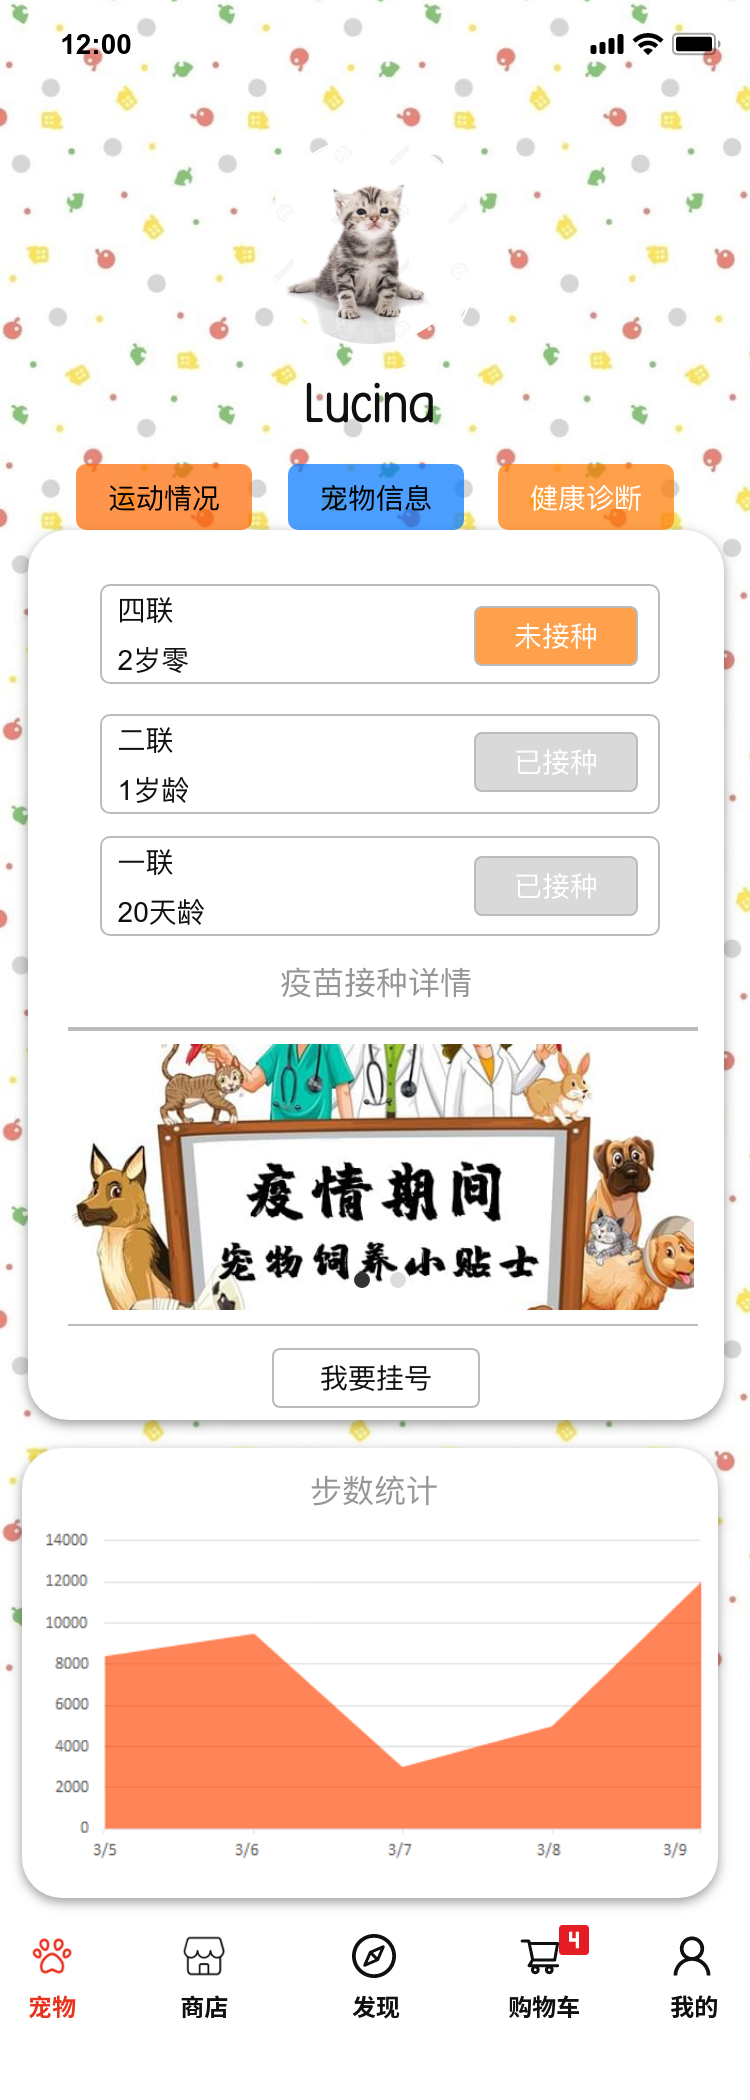 12:00
Lucina
运动情况
宠物信息
健康诊断
四联
2岁零
未接种
二联
1岁龄
已接种
一联
20天龄
已接种
疫苗接种详情
疫情期间
宠物饲养小贴士
我要挂号
步数统计
14000
12000
10000
8000
6000
4000
2000
0
3/5 3/6 3/7 3/8 3/9
4
宠物 商店 发现 购物车 我的